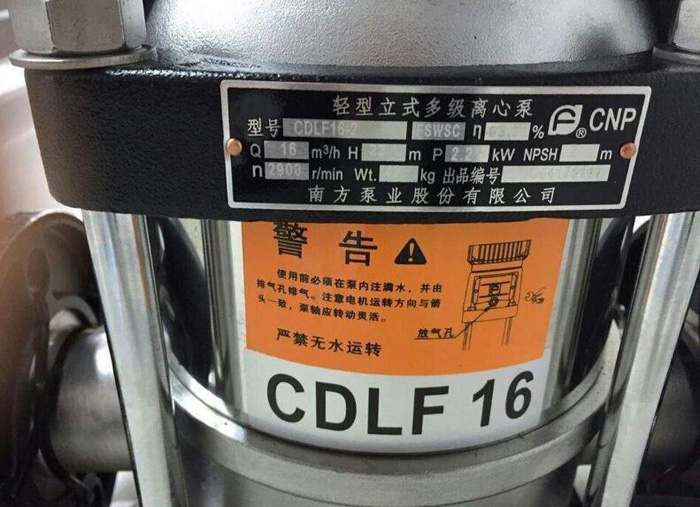 轻型立式多级离心泵
型号 CDLF16-2 FSWSC η % ® CNP
Q 16 m³/h H 22 m P 2.2 kW NPSH m
n 2900 r/min Wt. kg 出品编号
南方泵业股份有限公司
警告
使用前必须在泵内注满水，并由
排气孔排气。注意电机运转方向与箭
头一致，泵轴应转动灵活。
严禁无水运转
放气孔
CDLF 16